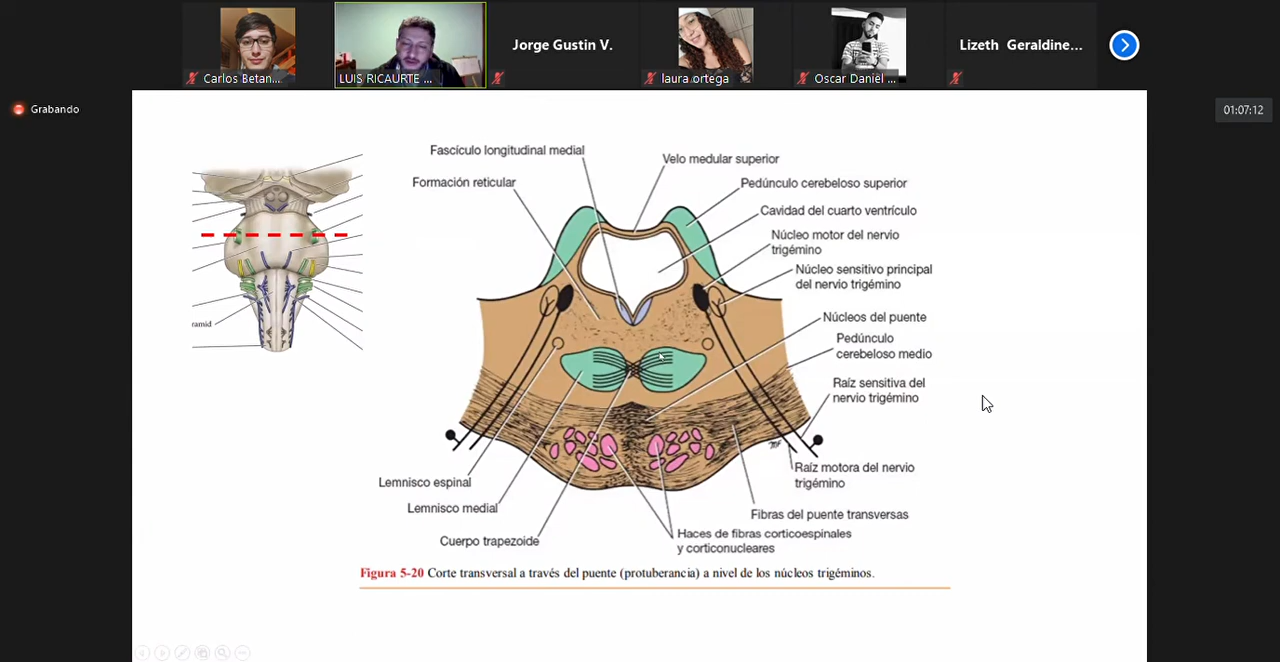 Carlos Betan...
LUIS RICAURTE ...
Jorge Gustin V.
laura ortega
Oscar Daniel ...
Lizeth Geraldine...
Grabando
01:07:12
Fascículo longitudinal medial
Formación reticular
Velo medular superior
Pedúnculo cerebeloso superior
Cavidad del cuarto ventrículo
Núcleo motor del nervio
trigémino
Núcleo sensitivo principal
del nervio trigémino
Núcleos del puente
Pedúnculo
cerebeloso medio
Raíz sensitiva del
nervio trigémino
ramid
Raíz motora del nervio
trigémino
Lemnisco espinal
Lemnisco medial
Fibras del puente transversas
Cuerpo trapezoide
Haces de fibras corticoespinales
y corticonucleares
Figura 5-20 Corte transversal a través del puente (protuberancia) a nivel de los núcleos trigéminos.